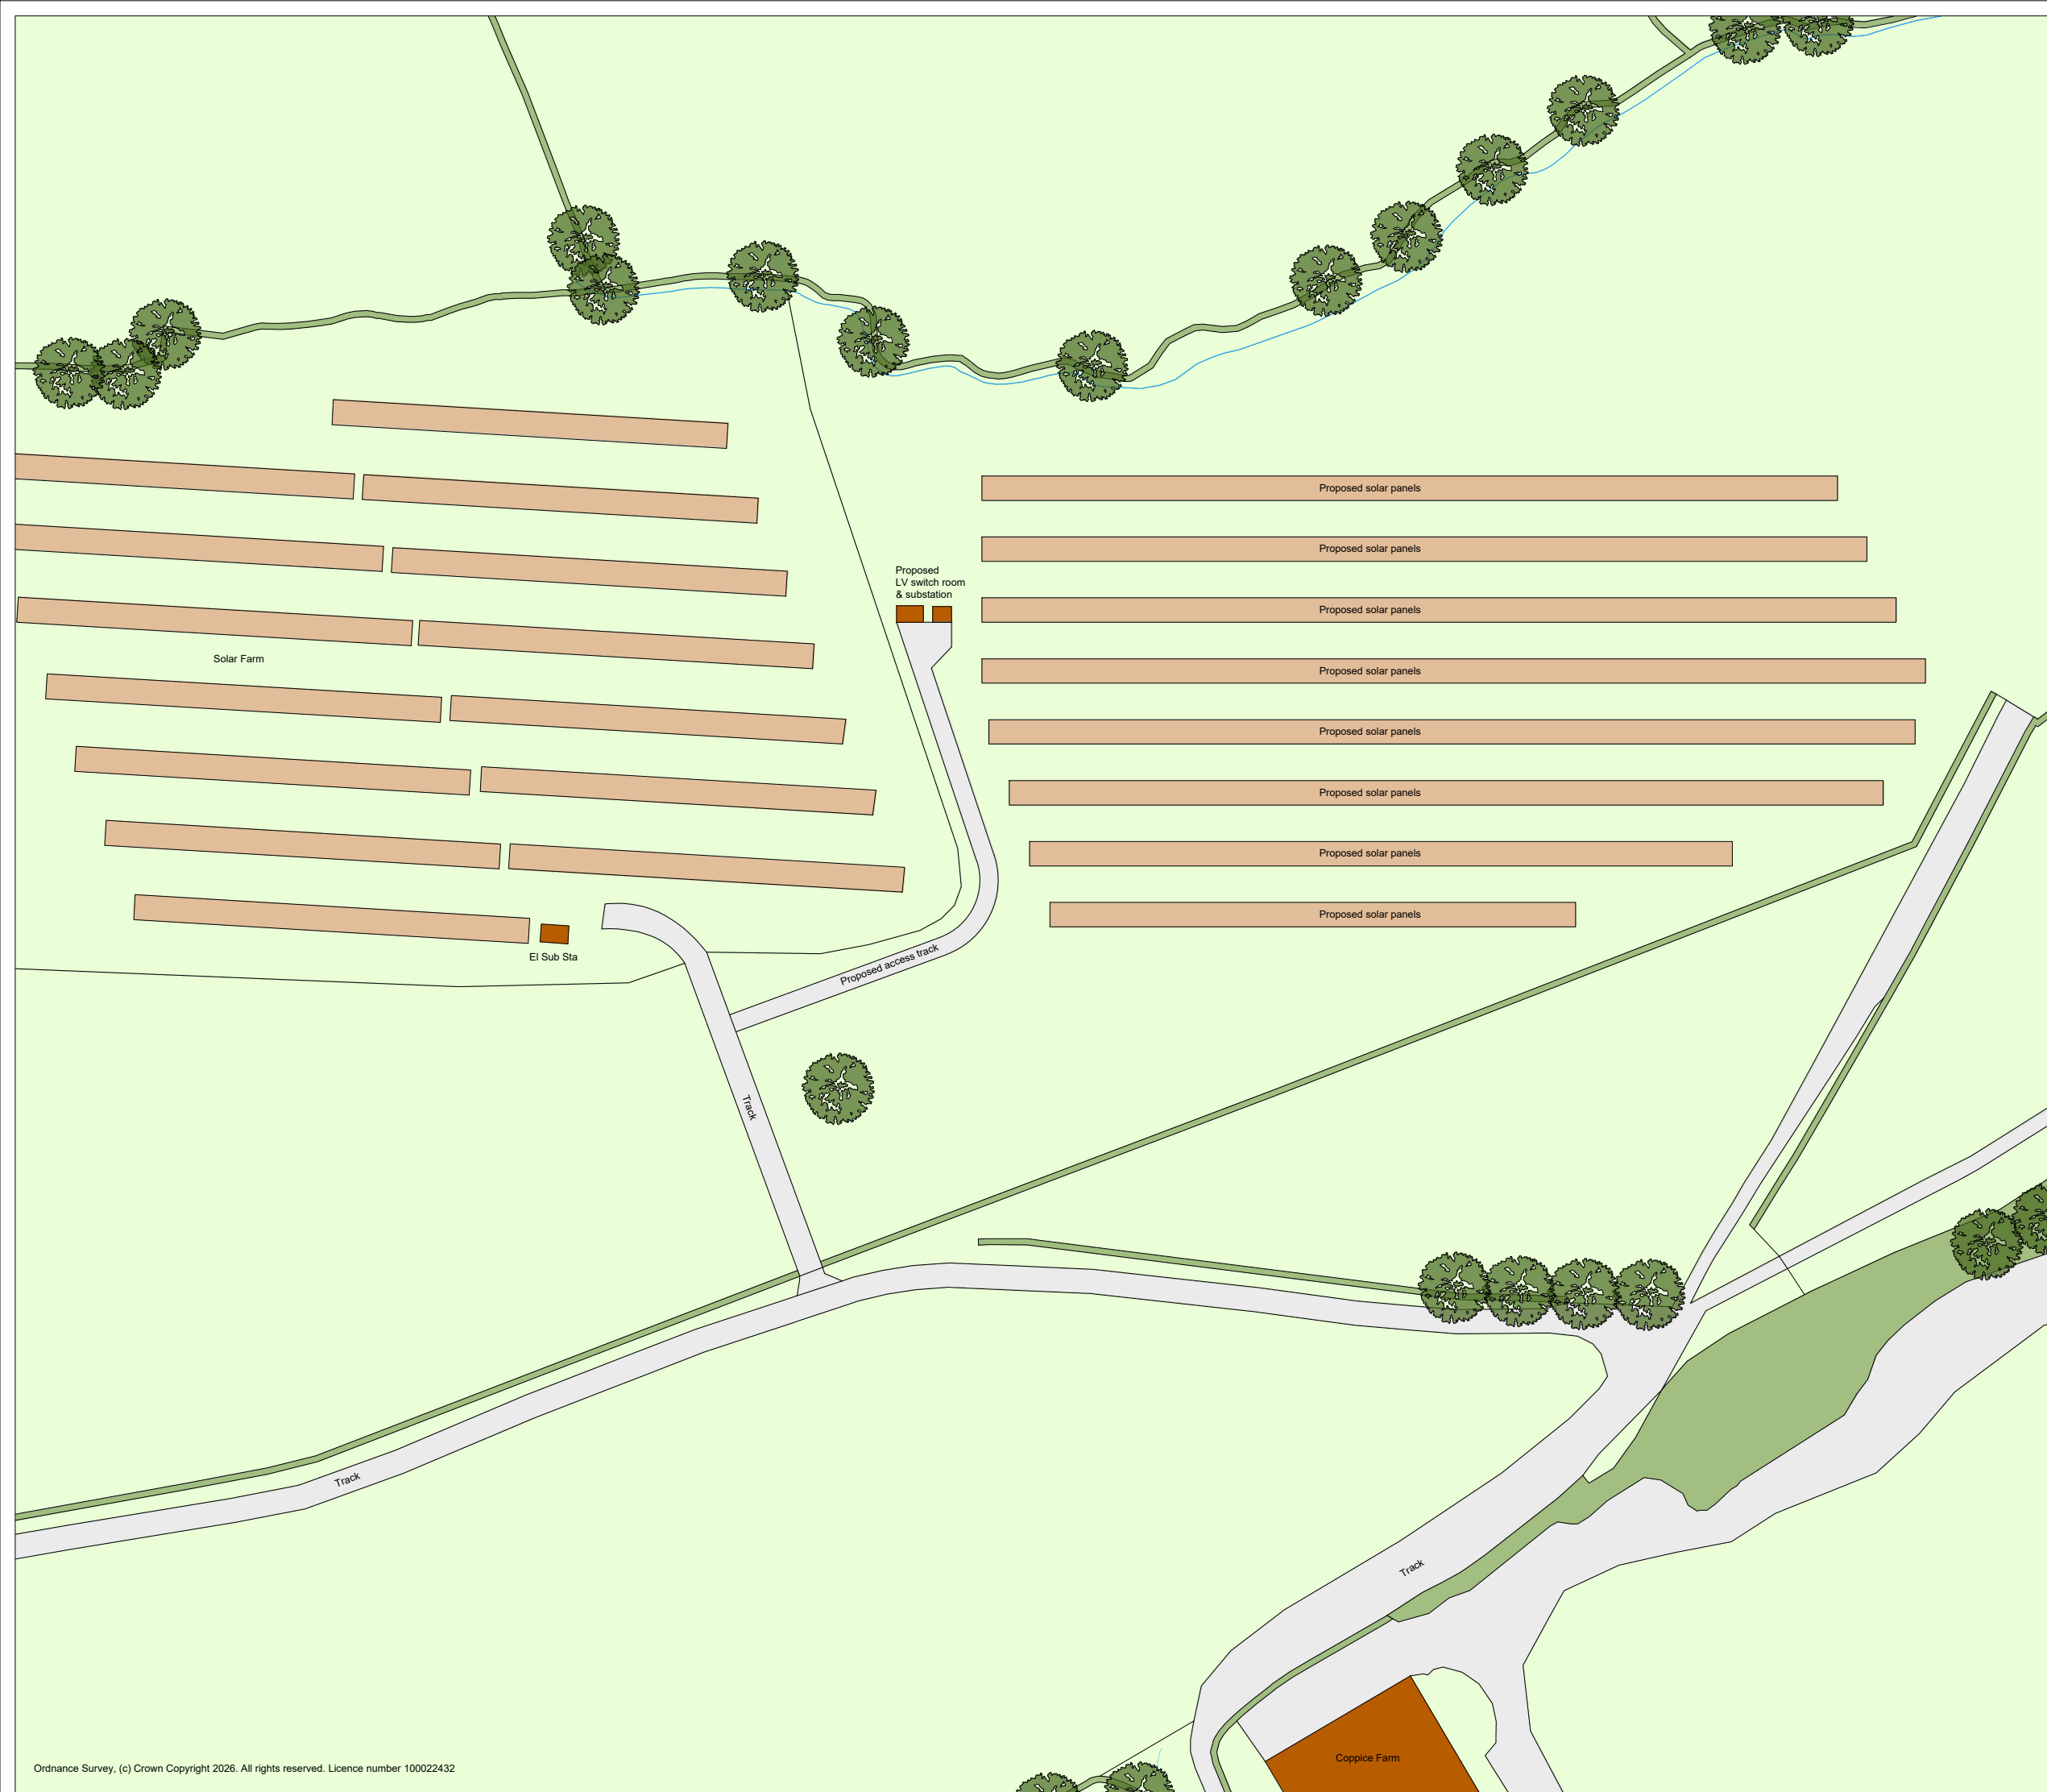 Proposed solar panels
Proposed solar panels
Proposed
LV switch room
& substation
Proposed solar panels
Solar Farm
Proposed solar panels
Proposed solar panels
Proposed solar panels
Proposed solar panels
Proposed solar panels
El Sub Sta
Proposed access track
Track
Track
Track
Coppice Farm
Ordnance Survey, (c) Crown Copyright 2026. All rights reserved. Licence number 100022432